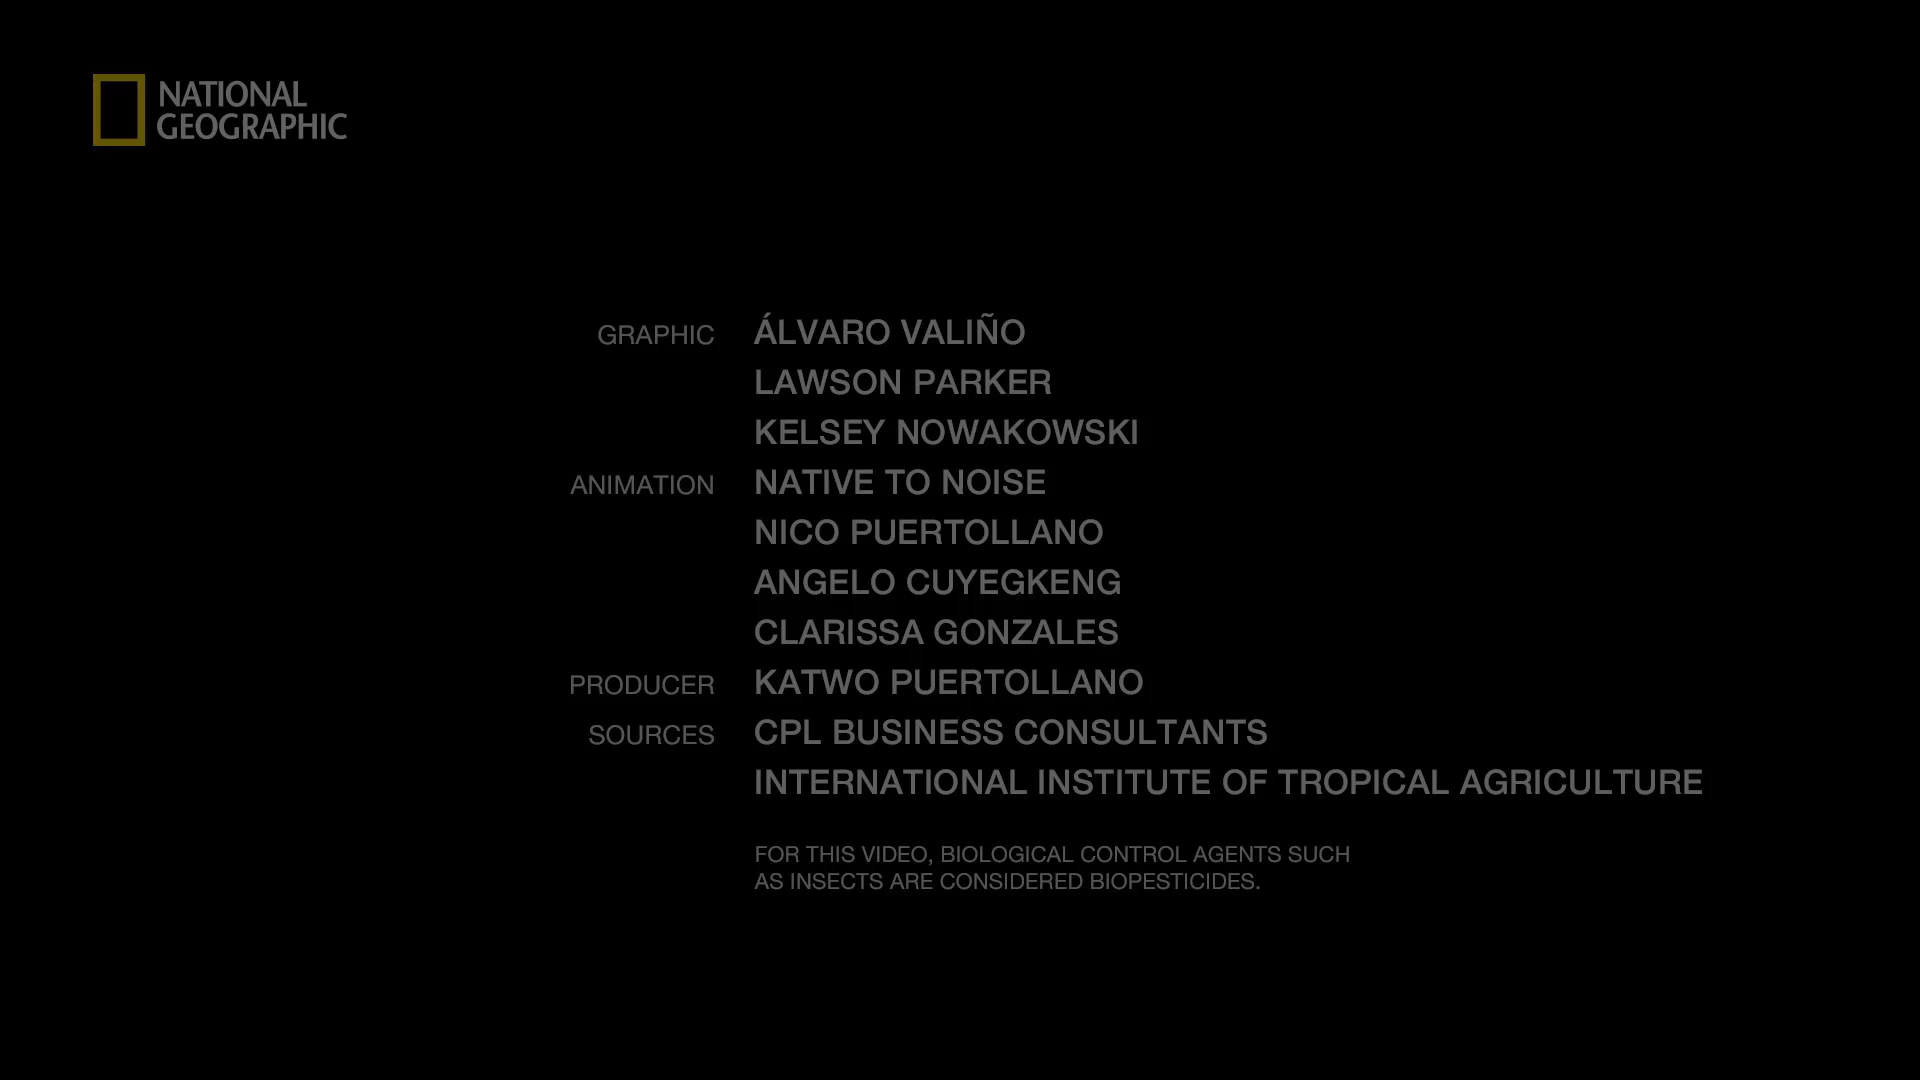 NATIONAL
GEOGRAPHIC
GRAPHIC ÁLVARO VALIÑO
LAWSON PARKER
KELSEY NOWAKOWSKI
ANIMATION NATIVE TO NOISE
NICO PUERTOLLANO
ANGELO CUYEGKENG
CLARISSA GONZALES
PRODUCER KATWO PUERTOLLANO
SOURCES CPL BUSINESS CONSULTANTS
INTERNATIONAL INSTITUTE OF TROPICAL AGRICULTURE
FOR THIS VIDEO, BIOLOGICAL CONTROL AGENTS SUCH
AS INSECTS ARE CONSIDERED BIOPESTICIDES.